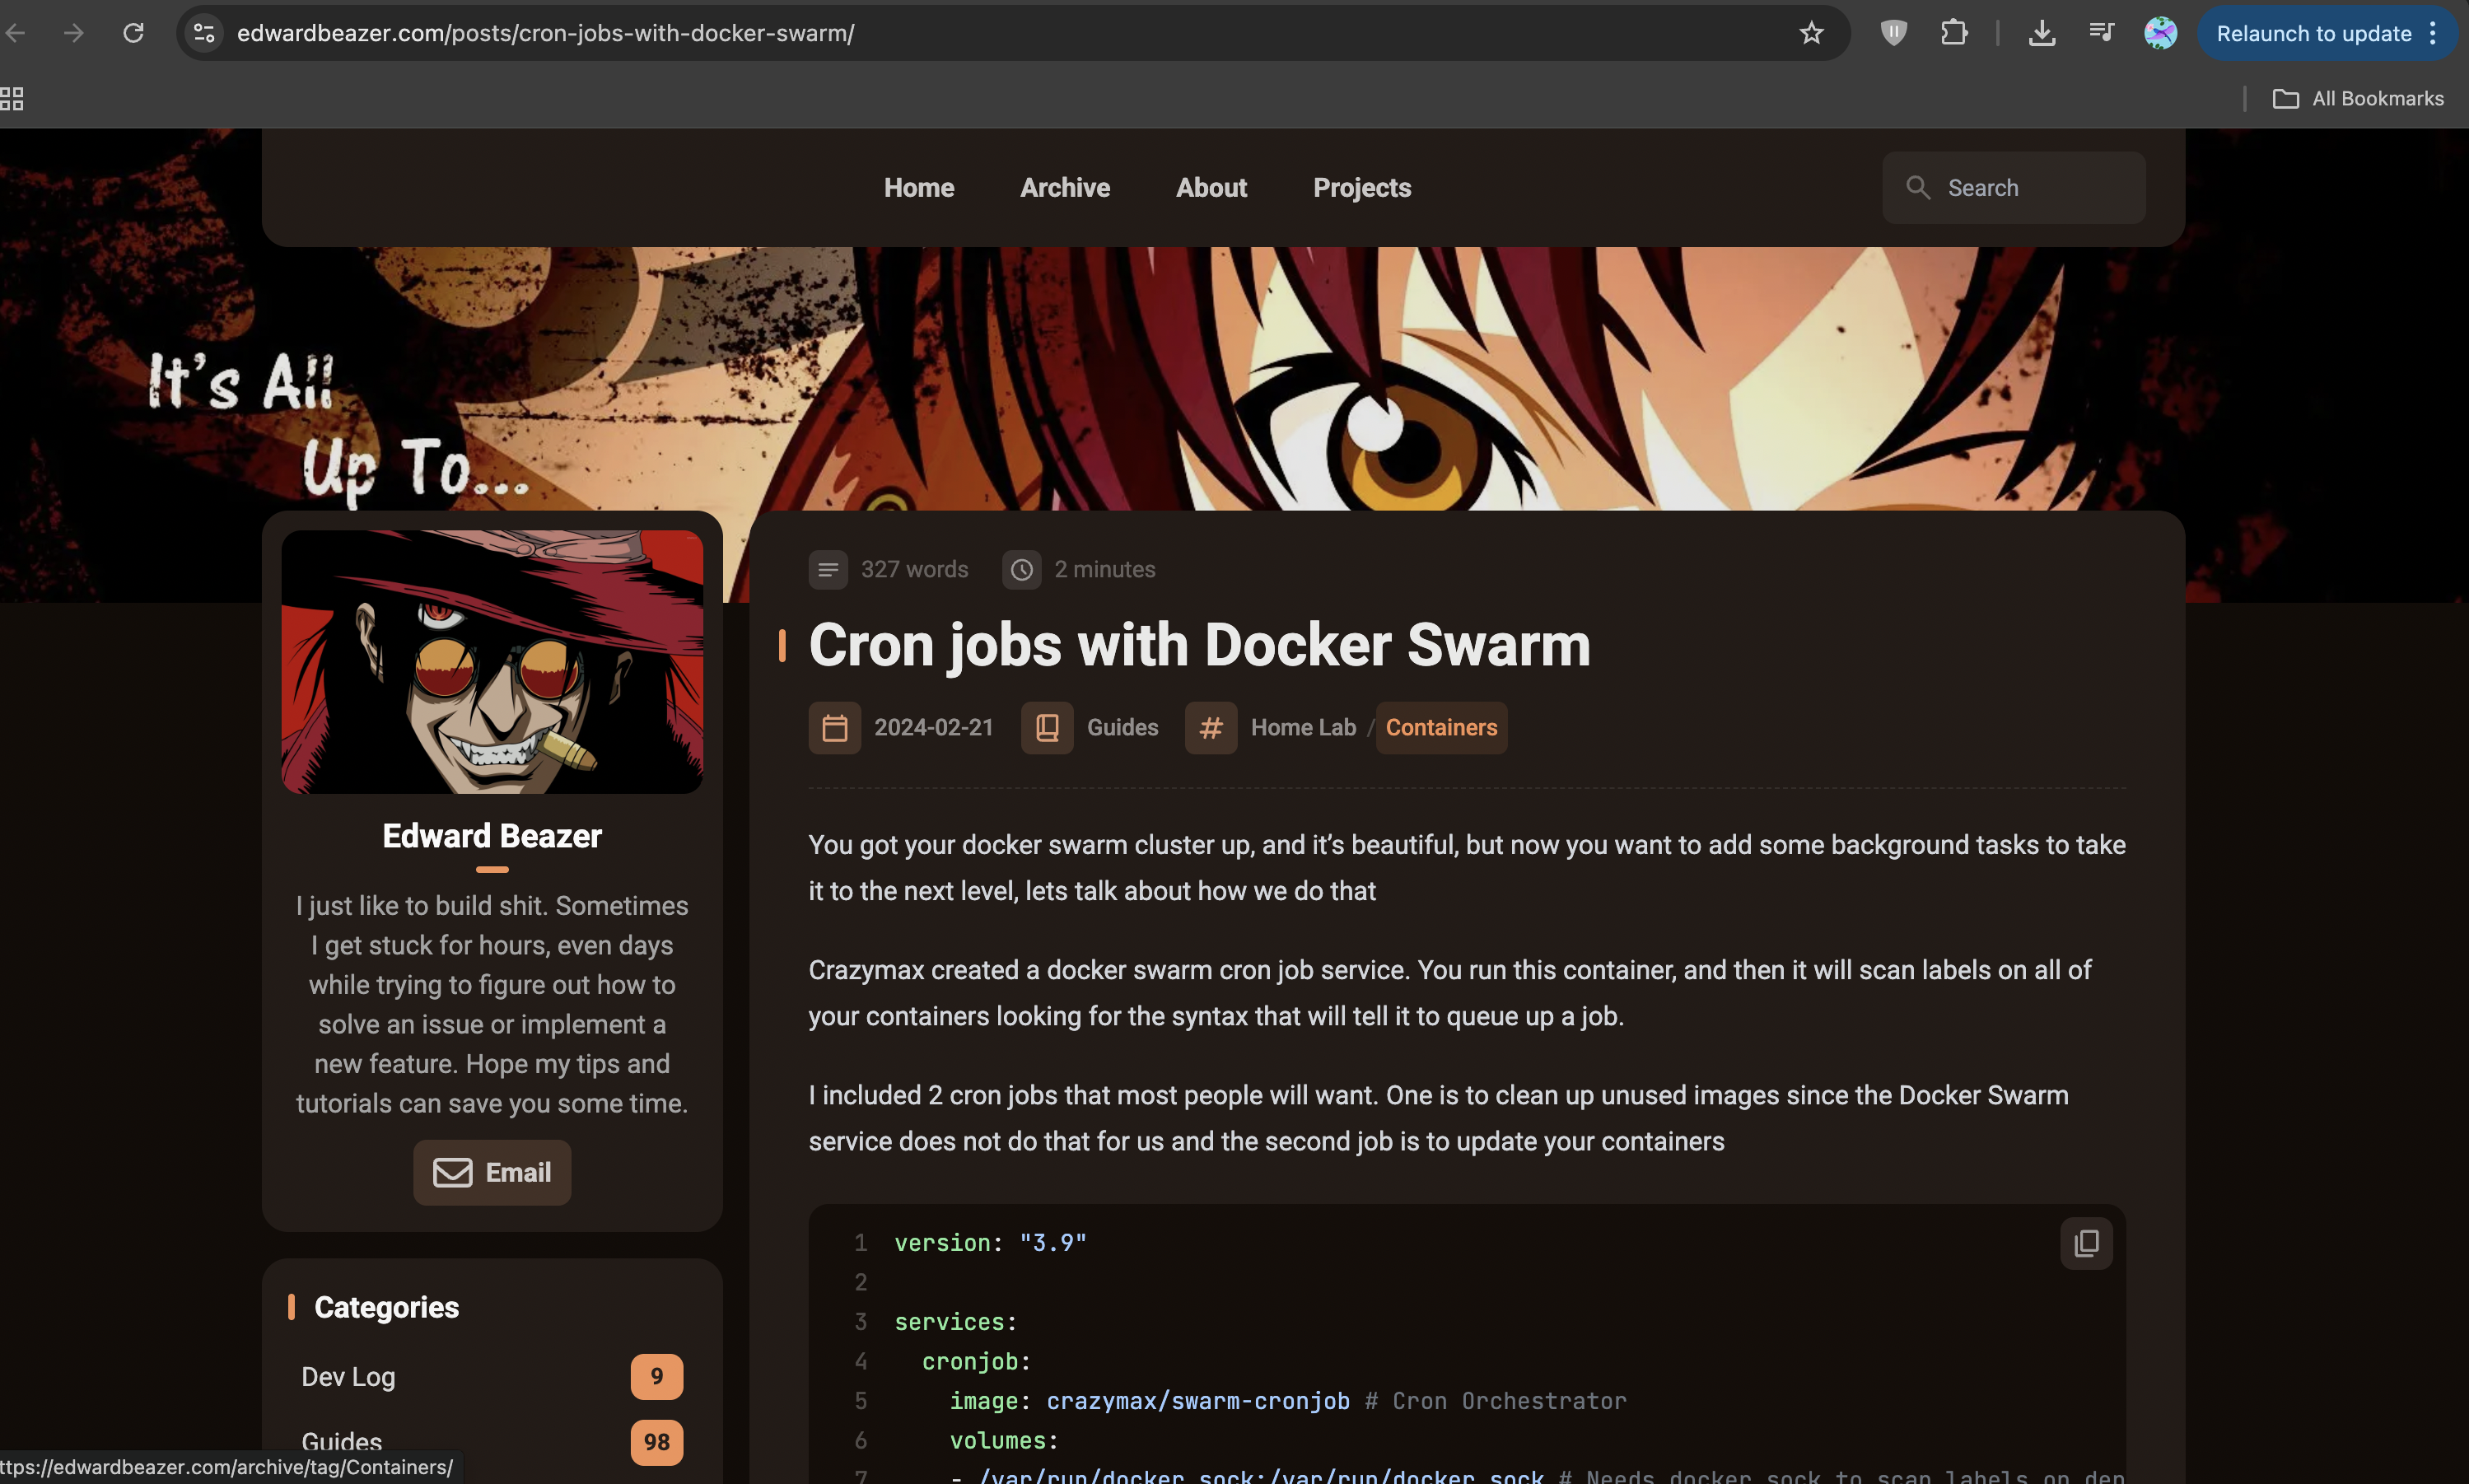 edwardbeazer.com/posts/cron-jobs-with-docker-swarm/
Relaunch to update
All Bookmarks
Home
Archive
About
Projects
Search
It's All
Up To...
Edward Beazer
I just like to build shit. Sometimes
I get stuck for hours, even days
while trying to figure out how to
solve an issue or implement a
new feature. Hope my tips and
tutorials can save you some time.
Email
Categories
Dev Log 9
Guides 98
327 words 2 minutes
Cron jobs with Docker Swarm
2024-02-21 Guides # Home Lab / Containers
You got your docker swarm cluster up, and it’s beautiful, but now you want to add some background tasks to take
it to the next level, lets talk about how we do that
Crazymax created a docker swarm cron job service. You run this container, and then it will scan labels on all of
your containers looking for the syntax that will tell it to queue up a job.
I included 2 cron jobs that most people will want. One is to clean up unused images since the Docker Swarm
service does not do that for us and the second job is to update your containers
1 version: "3.9"
2
3 services:
4 cronjob:
5 image: crazymax/swarm-cronjob # Cron Orchestrator
6 volumes:
7 - /var/run/docker.sock:/var/run/docker.sock # Needs docker sock to scan labels on dep
ttps://edwardbeazer.com/archive/tag/Containers/